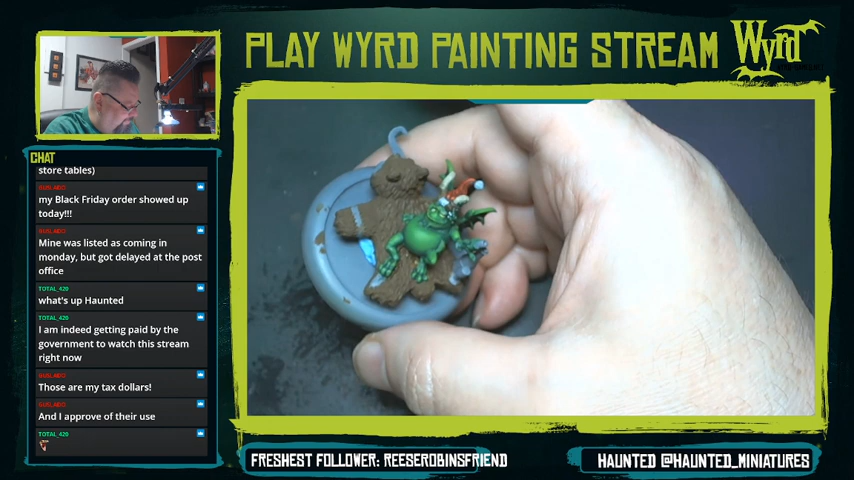 PLAY WYRD PAINTING STREAM
Wyrd
CHAT
store tables)
my Black Friday order showed up
today!!!
Mine was listed as coming in
monday, but got delayed at the post
office
TOTAL_420
what's up Haunted
TOTAL_420
I am indeed getting paid by the
government to watch this stream
right now
Those are my tax dollars!
And I approve of their use
TOTAL_420
FRESHEST FOLLOWER: REESEROBINSFRIEND
HAUNTED @HAUNTED_MINIATURES